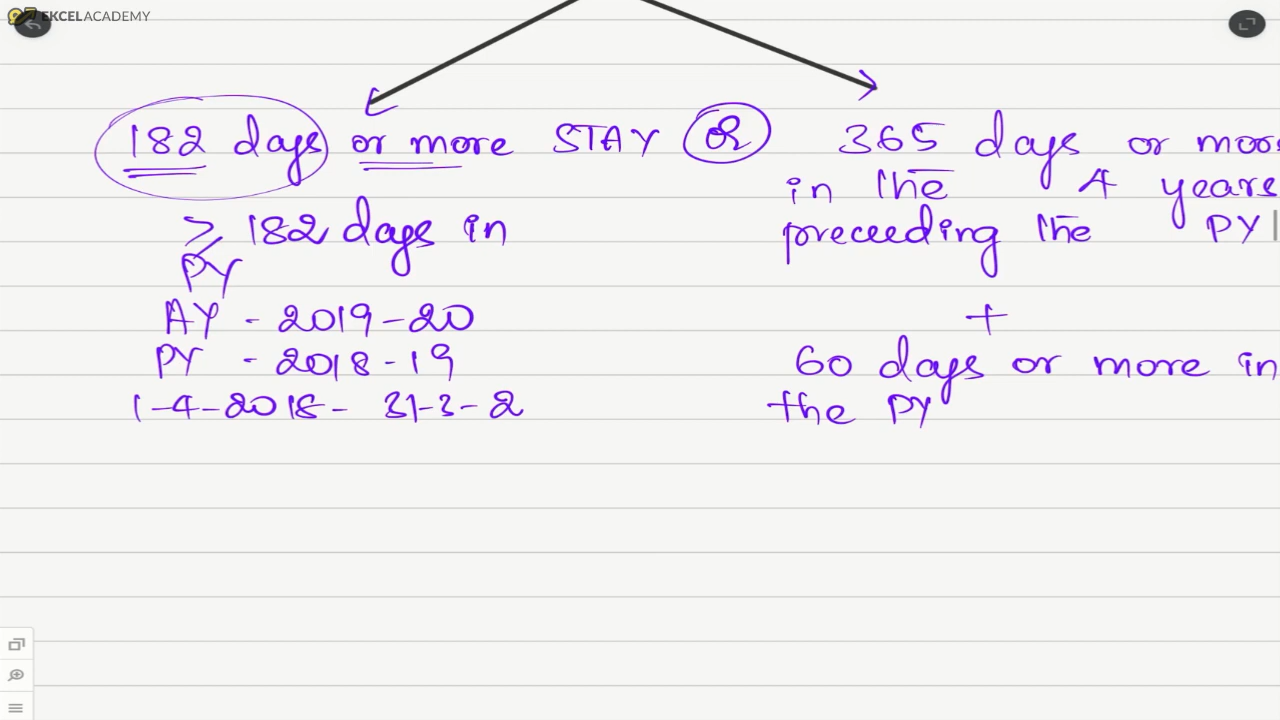 EKCELACADEMY
182 days or more STAY or
≥ 182 days in
PY
AY - 2019-20
PY - 2018-19
1-4-2018 - 31-3-2
365 days or more
in the 4 years
preceeding the PY
+
60 days or more in
the PY